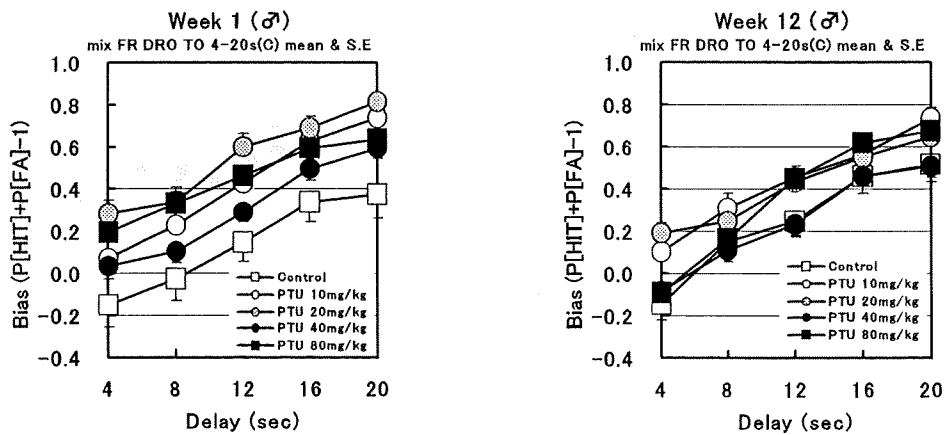 Week 1 (♂)
mix FR DRO TO 4-20s(C) mean & S.E
Bias (P[HIT]+P[FA]-1)
1.0
0.8
0.6
0.4
0.2
0.0
-0.2
-0.4
Control
PTU 10mg/kg
PTU 20mg/kg
PTU 40mg/kg
PTU 80mg/kg
4 8 12 16 20
Delay (sec)
Week 12 (♂)
mix FR DRO TO 4-20s(C) mean & S.E
Bias (P[HIT]+P[FA]-1)
1.0
0.8
0.6
0.4
0.2
0.0
-0.2
-0.4
Control
PTU 10mg/kg
PTU 20mg/kg
PTU 40mg/kg
PTU 80mg/kg
4 8 12 16 20
Delay (sec)